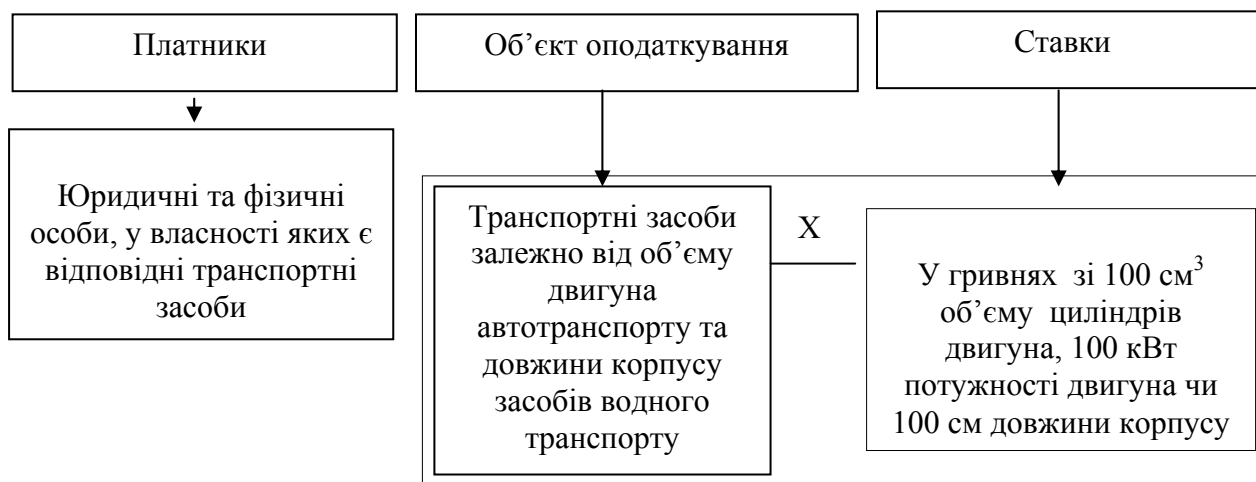 Платники
Об’єкт оподаткування
Ставки
Юридичні та фізичні
особи, у власності яких є
відповідні транспортні
засоби
Транспортні засоби
залежно від об’єму
двигуна
автотранспорту та
довжини корпусу
засобів водного
транспорту
Х
У гривнях зі 100 см³
об’єму циліндрів
двигуна, 100 кВт
потужності двигуна чи
100 см довжини корпусу